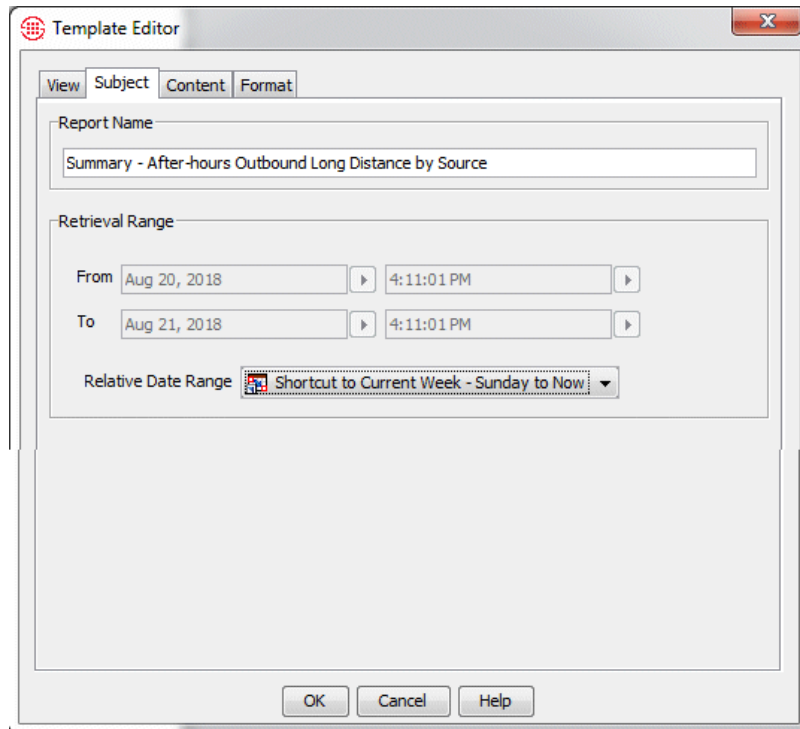 Template Editor
View Subject Content Format
Report Name
Summary - After-hours Outbound Long Distance by Source
Retrieval Range
From Aug 20, 2018 4:11:01 PM
To Aug 21, 2018 4:11:01 PM
Relative Date Range Shortcut to Current Week - Sunday to Now
OK Cancel Help